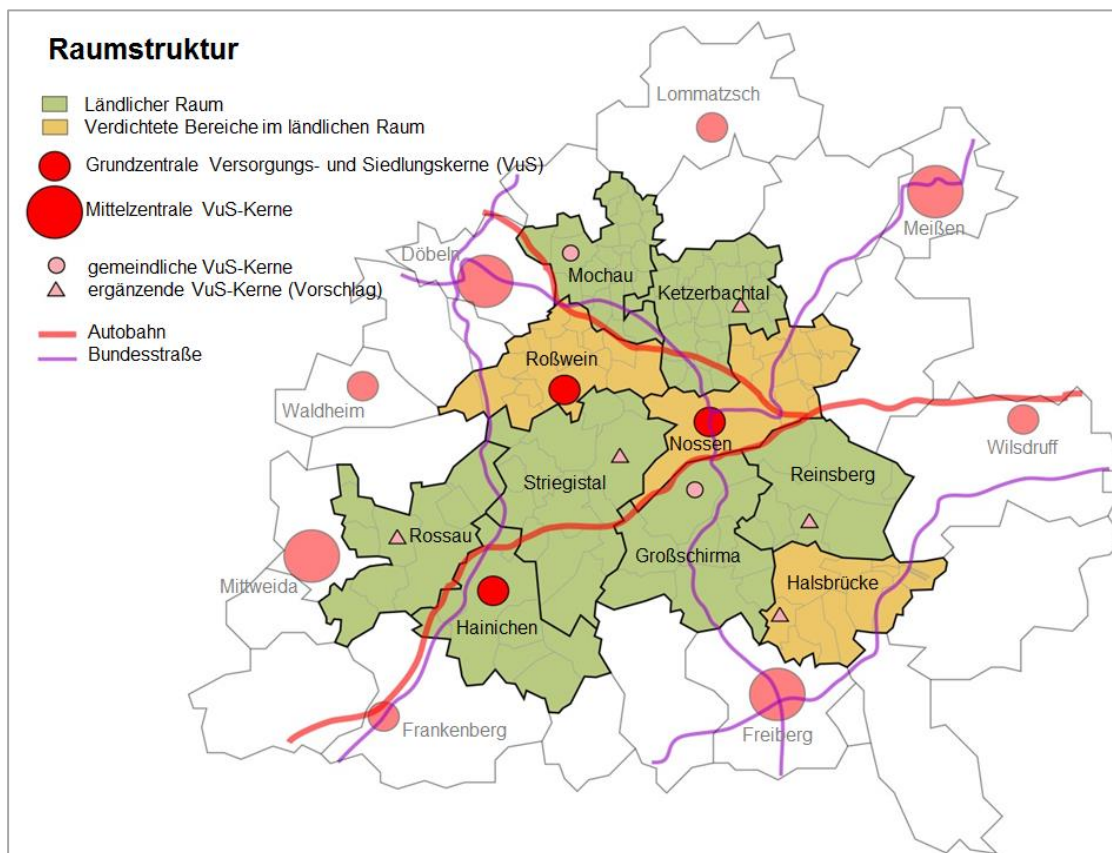 Raumstruktur
Ländlicher Raum
Verdichtete Bereiche im ländlichen Raum
Grundzentrale Versorgungs- und Siedlungskerne (VuS)
Mittelzentrale VuS-Kerne
gemeindliche VuS-Kerne
ergänzende VuS-Kerne (Vorschlag)
Autobahn
Bundesstraße
Lommatzsch
Meißen
Döbeln
Mochau
Ketzerbachtal
Roßwein
Waldheim
Nossen
Wilsdruff
Striegistal
Reinsberg
Rossau
Großschirma
Mittweida
Halsbrücke
Hainichen
Frankenberg
Freiberg